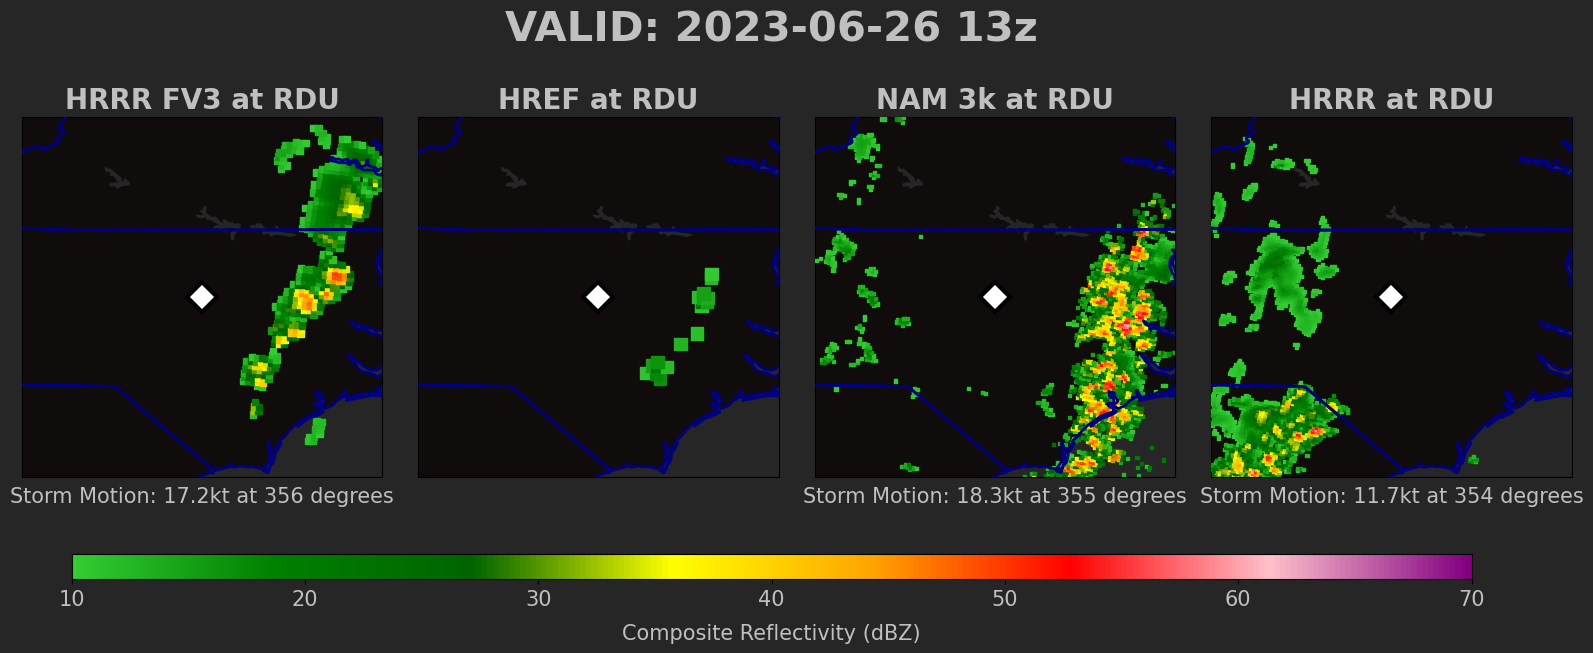 VALID: 2023-06-26 13z
HRRR FV3 at RDU
HREF at RDU
NAM 3k at RDU
HRRR at RDU
Storm Motion: 17.2kt at 356 degrees
Storm Motion: 18.3kt at 355 degrees
Storm Motion: 11.7kt at 354 degrees
10 20 30 40 50 60 70
Composite Reflectivity (dBZ)